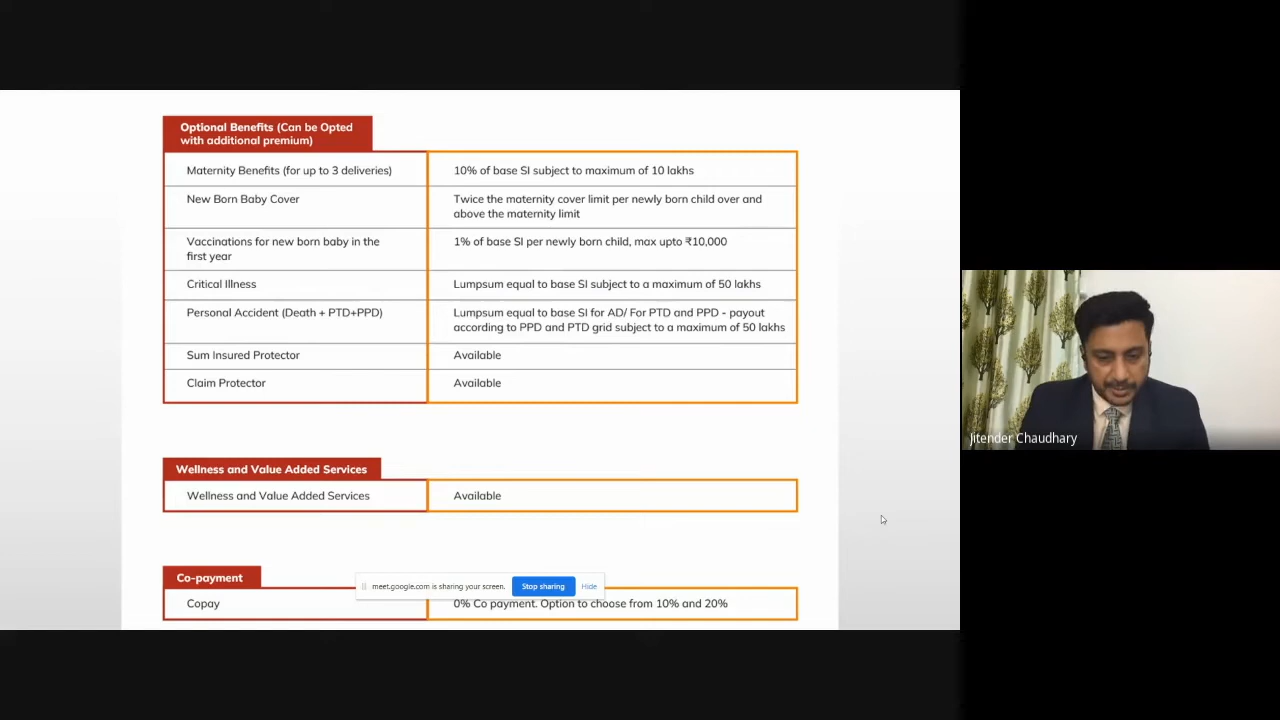 Optional Benefits (Can be Opted
with additional premium)
Maternity Benefits (for up to 3 deliveries)
10% of base SI subject to maximum of 10 lakhs
New Born Baby Cover
Twice the maternity cover limit per newly born child over and
above the maternity limit
Vaccinations for new born baby in the
first year
1% of base SI per newly born child, max upto ₹10,000
Critical Illness
Lumpsum equal to base SI subject to a maximum of 50 lakhs
Personal Accident (Death + PTD+PPD)
Lumpsum equal to base SI for AD/ For PTD and PPD - payout
according to PPD and PTD grid subject to a maximum of 50 lakhs
Sum Insured Protector
Available
Claim Protector
Available
Wellness and Value Added Services
Wellness and Value Added Services
Available
Co-payment
meet.google.com is sharing your screen.
Stop sharing
Hide
Copay
0% Co payment. Option to choose from 10% and 20%
Jitender Chaudhary